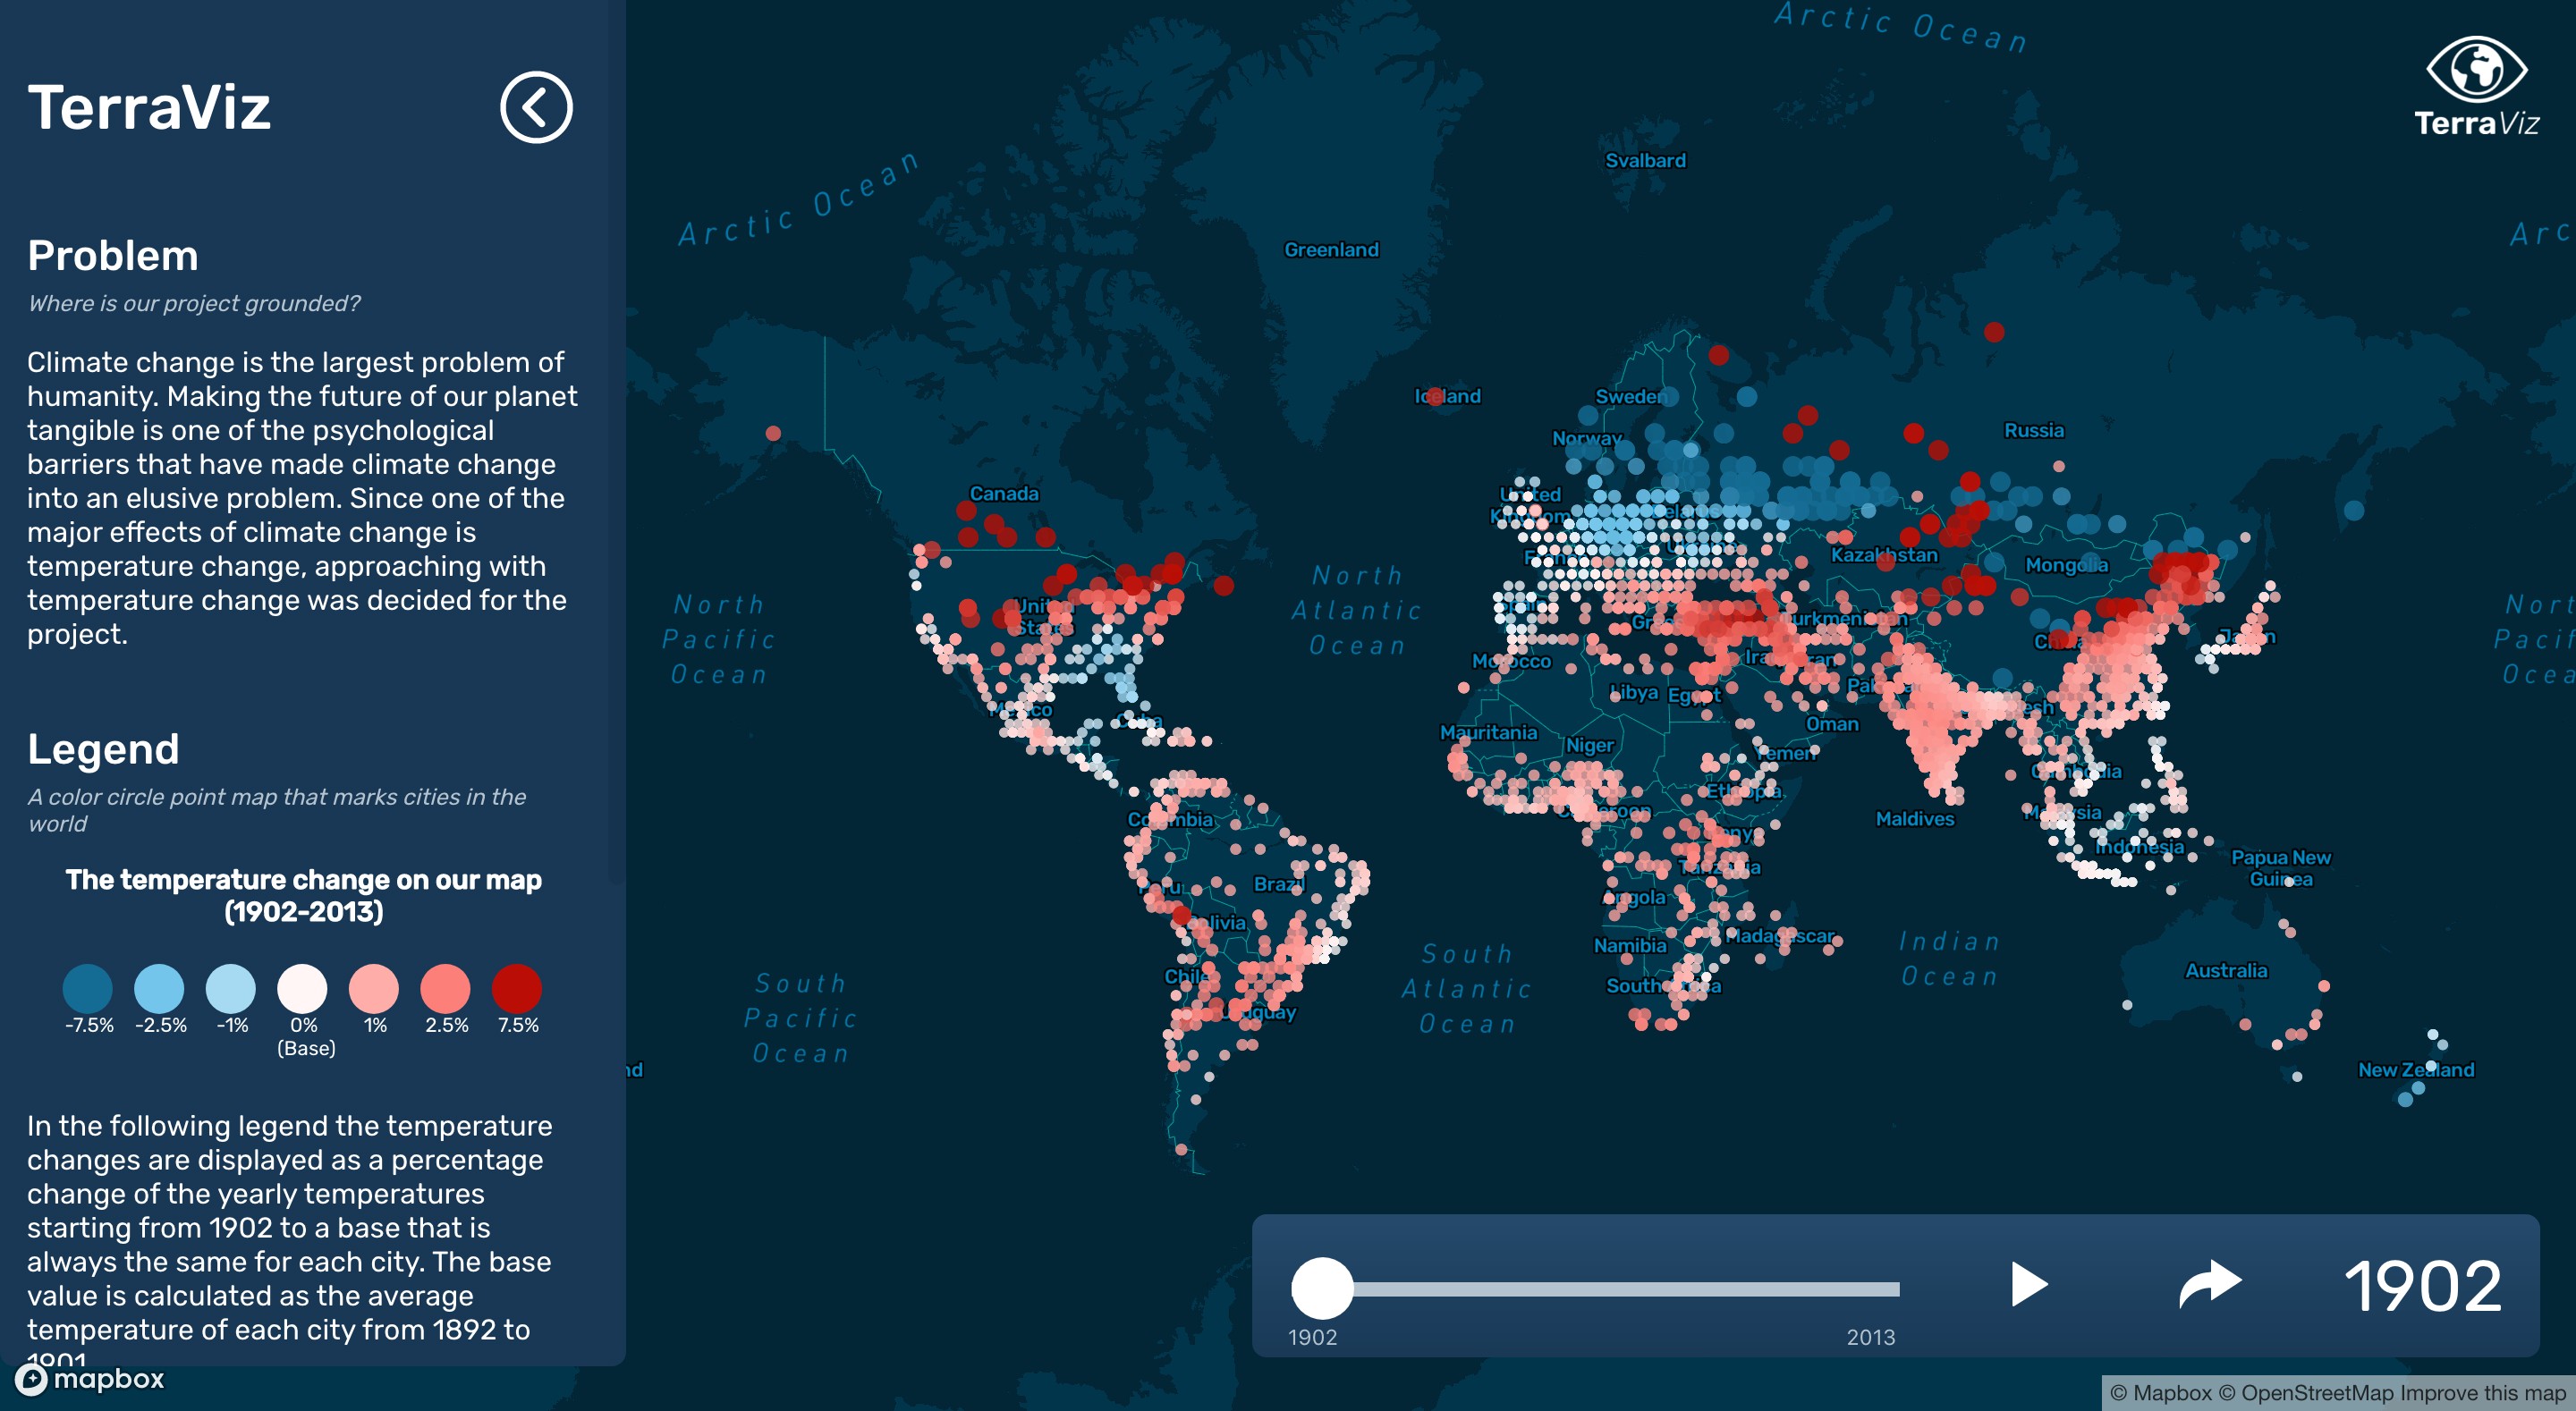 TerraViz
Problem
Where is our project grounded?
Climate change is the largest problem of
humanity. Making the future of our planet
tangible is one of the psychological
barriers that have made climate change
into an elusive problem. Since one of the
major effects of climate change is
temperature change, approaching with
temperature change was decided for the
project.
Legend
A color circle point map that marks cities in the
world
The temperature change on our map
(1902-2013)
-7.5% -2.5% -1% 0% 1% 2.5% 7.5%
(Base)
In the following legend the temperature
changes are displayed as a percentage
change of the yearly temperatures
starting from 1902 to a base that is
always the same for each city. The base
value is calculated as the average
temperature of each city from 1892 to
1901
mapbox
Arctic Ocean
TerraViz
Arctic Ocean
Svalbard
Greenland
Arc
Iceland
Sweden
Norway
Russia
Canada
United
Kingdom
Kazakhstan
Mongolia
North
Pacific
Ocean
United
States
North
Atlantic
Ocean
Morocco
Libya
Egypt
Oman
Mauritania
Niger
Yemen
Ethiopia
Maldives
Indonesia
Papua New
Guinea
Brazil
Angola
Namibia
Madagascar
Indian
Ocean
Australia
Chile
South
Pacific
Ocean
South
Atlantic
Ocean
South
New Zealand
nd
1902
2013
1902
© Mapbox © OpenStreetMap Improve this map